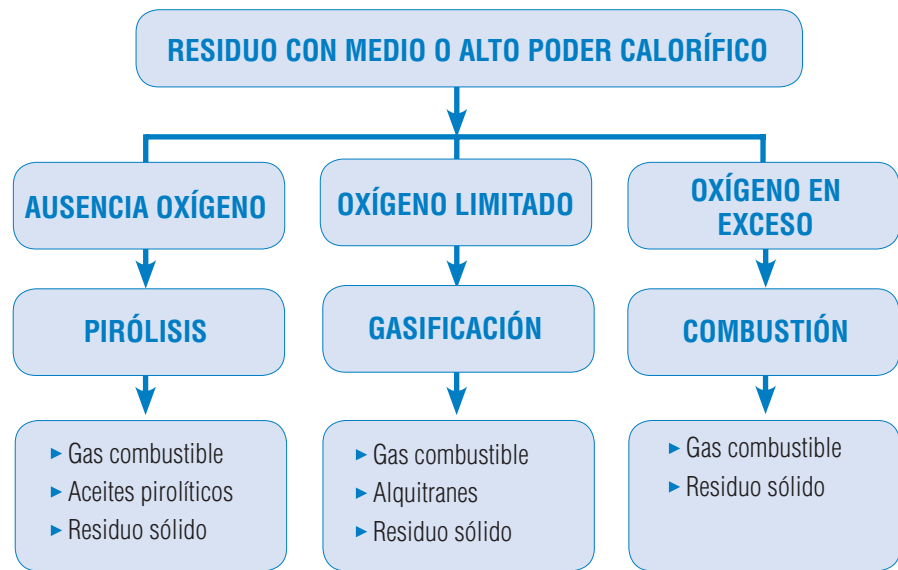 RESIDUO CON MEDIO O ALTO PODER CALORÍFICO
AUSENCIA OXÍGENO
OXÍGENO LIMITADO
OXÍGENO EN
EXCESO
PIRÓLISIS
GASIFICACIÓN
COMBUSTIÓN
▸ Gas combustible
▸ Aceites pirolíticos
▸ Residuo sólido
▸ Gas combustible
▸ Alquitranes
▸ Residuo sólido
▸ Gas combustible
▸ Residuo sólido